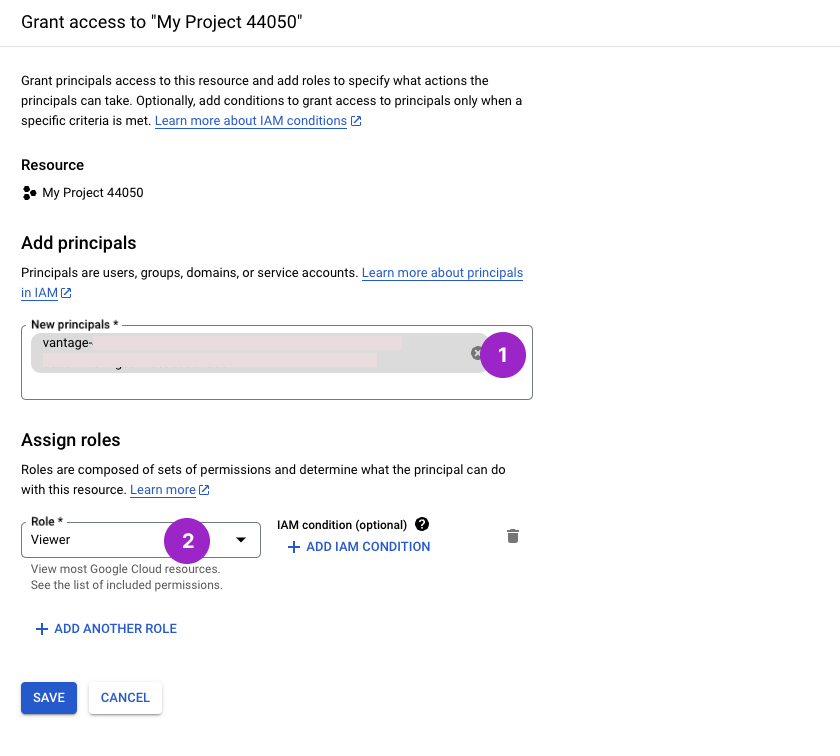 Grant access to "My Project 44050"
Grant principals access to this resource and add roles to specify what actions the
principals can take. Optionally, add conditions to grant access to principals only when a
specific criteria is met. Learn more about IAM conditions
Resource
My Project 44050
Add principals
Principals are users, groups, domains, or service accounts. Learn more about principals
in IAM
New principals *
vantage-
1
Assign roles
Roles are composed of sets of permissions and determine what the principal can do
with this resource. Learn more
Role *
Viewer
2
IAM condition (optional)
ADD IAM CONDITION
View most Google Cloud resources.
See the list of included permissions.
ADD ANOTHER ROLE
SAVE
CANCEL